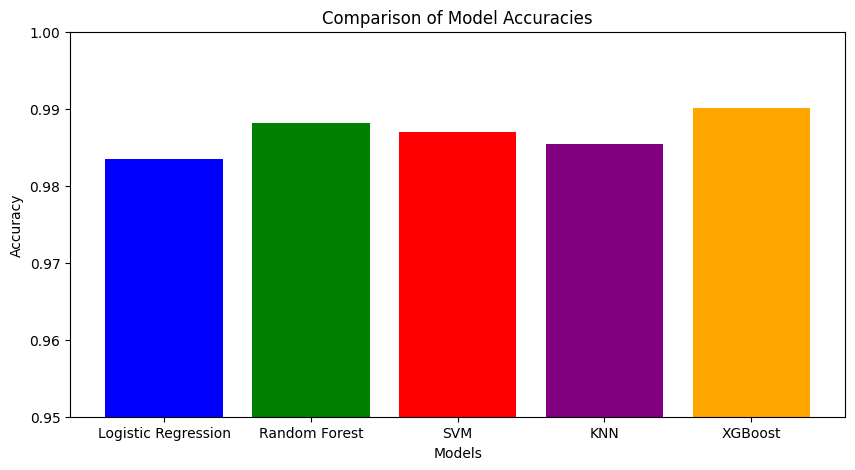 Comparison of Model Accuracies
1.00
0.99
0.98
0.97
0.96
0.95
Accuracy
Logistic Regression Random Forest SVM KNN XGBoost
Models